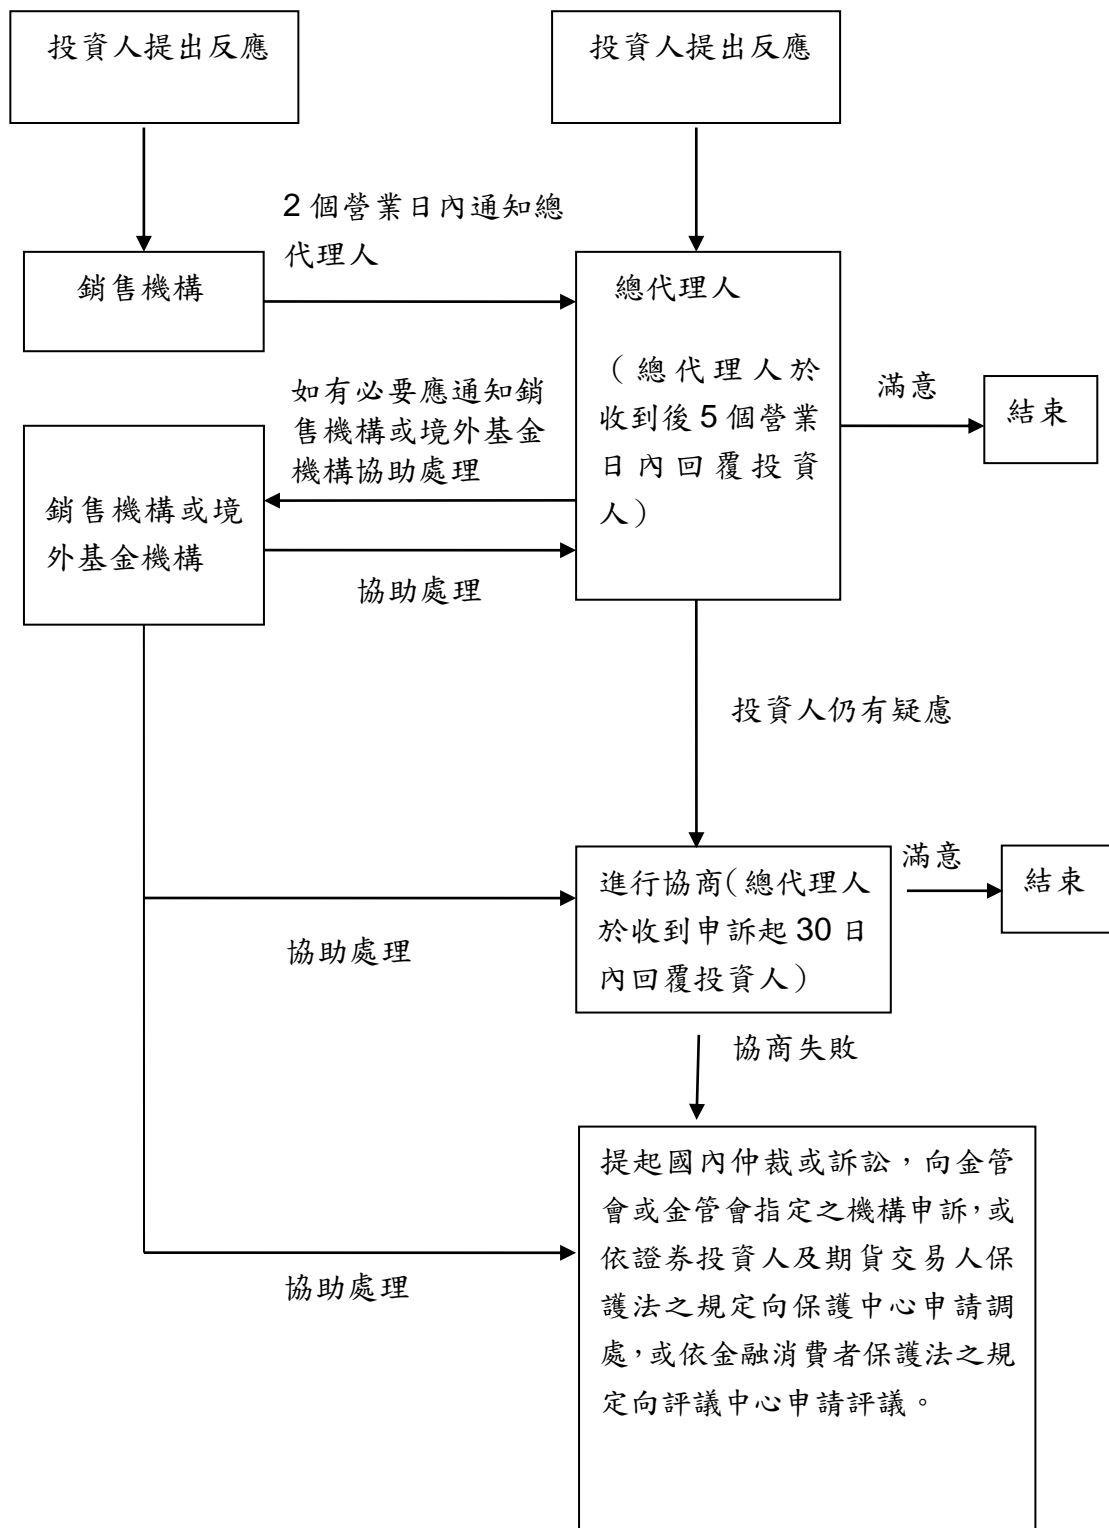 投資人提出反應
投資人提出反應
2 個營業日內通知總
代理人
銷售機構
總代理人
（總代理人於
收到後 5 個營業
日內回覆投資
人）
滿意
結束
如有必要應通知銷
售機構或境外基金
機構協助處理
銷售機構或境
外基金機構
協助處理
投資人仍有疑慮
進行協商（總代理人
於收到申訴起 30 日
內回覆投資人）
滿意
結束
協助處理
協商失敗
提起國內仲裁或訴訟，向金管
會或金管會指定之機構申訴，或
依證券投資人及期貨交易人保
護法之規定向保護中心申請調
處，或依金融消費者保護法之規
定向評議中心申請評議。
協助處理